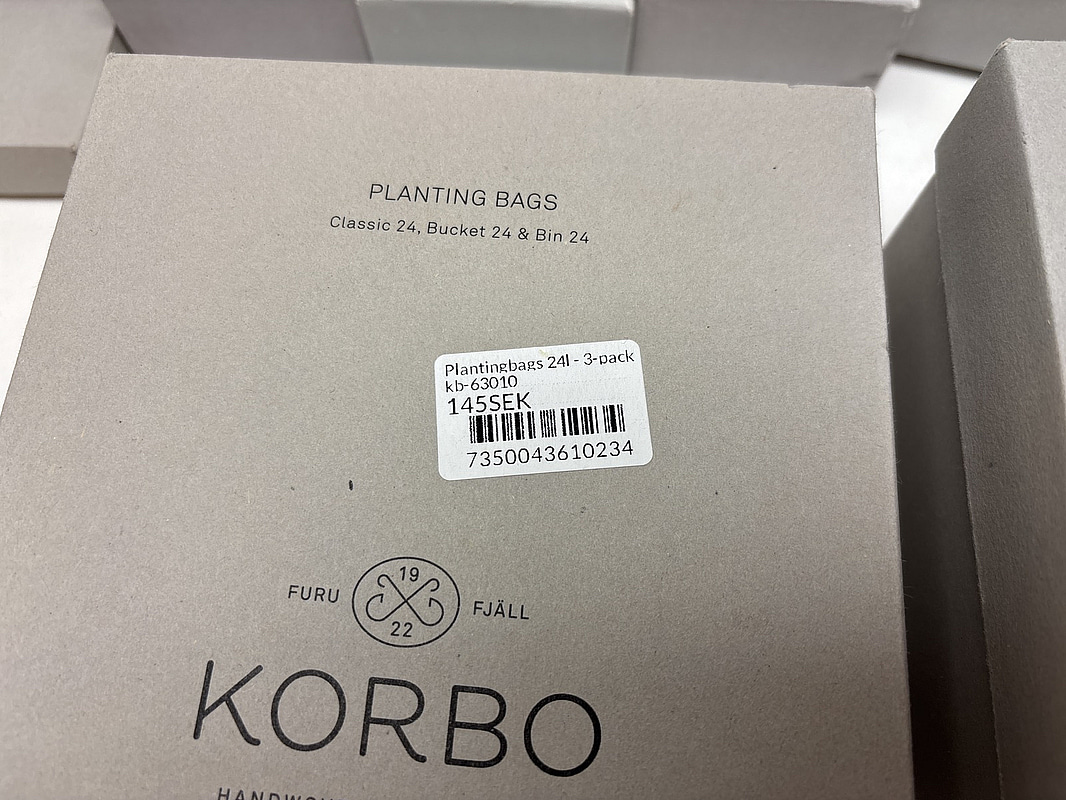 PLANTING BAGS
Classic 24, Bucket 24 & Bin 24
Plantingbags 24l - 3-pack
kb-63010
145SEK
7350043610234
19
FURU FJÄLL
22
KORBO